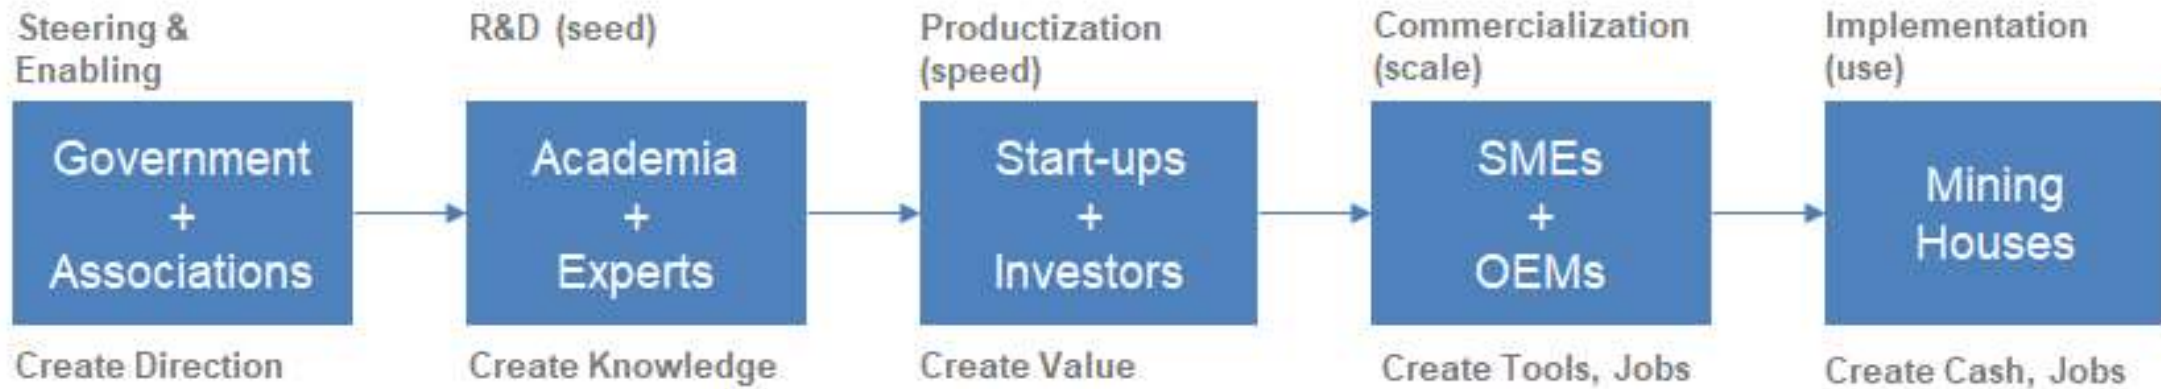 Steering &
Enabling
R&D (seed)
Productization
(speed)
Commercialization
(scale)
Implementation
(use)
Government
+
Associations
Academia
+
Experts
Start-ups
+
Investors
SMEs
+
OEMs
Mining
Houses
Create Direction
Create Knowledge
Create Value
Create Tools, Jobs
Create Cash, Jobs